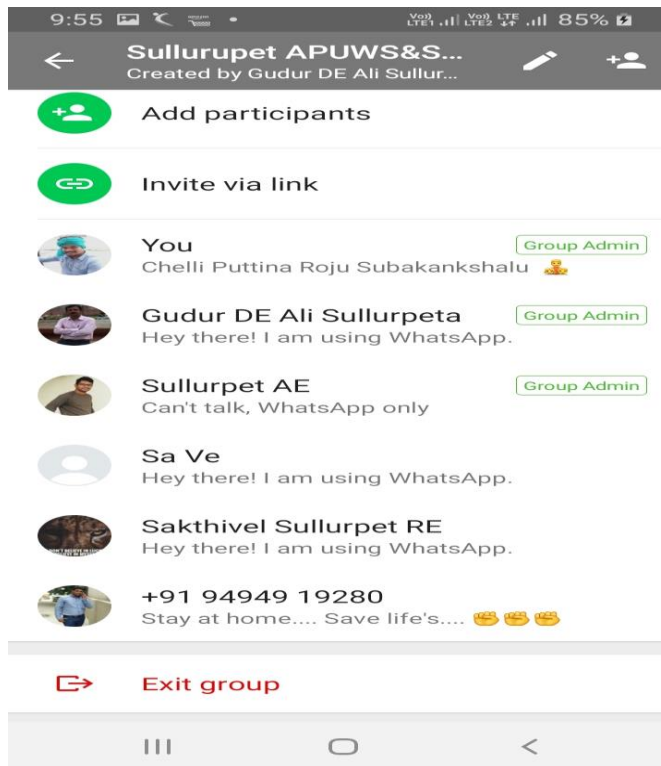 9:55 Vo)) LTE1 Vo)) LTE2 LTE 85%
Sullurupet APUWS&S...
Created by Gudur DE Ali Sullur...
Add participants
Invite via link
You Group Admin
Chelli Puttina Roju Subakankshalu
Gudur DE Ali Sullurpeta Group Admin
Hey there! I am using WhatsApp.
Sullurpet AE Group Admin
Can't talk, WhatsApp only
Sa Ve
Hey there! I am using WhatsApp.
Sakthivel Sullurpet RE
Hey there! I am using WhatsApp.
+91 94949 19280
Stay at home.... Save life's.... ✊✊✊
Exit group